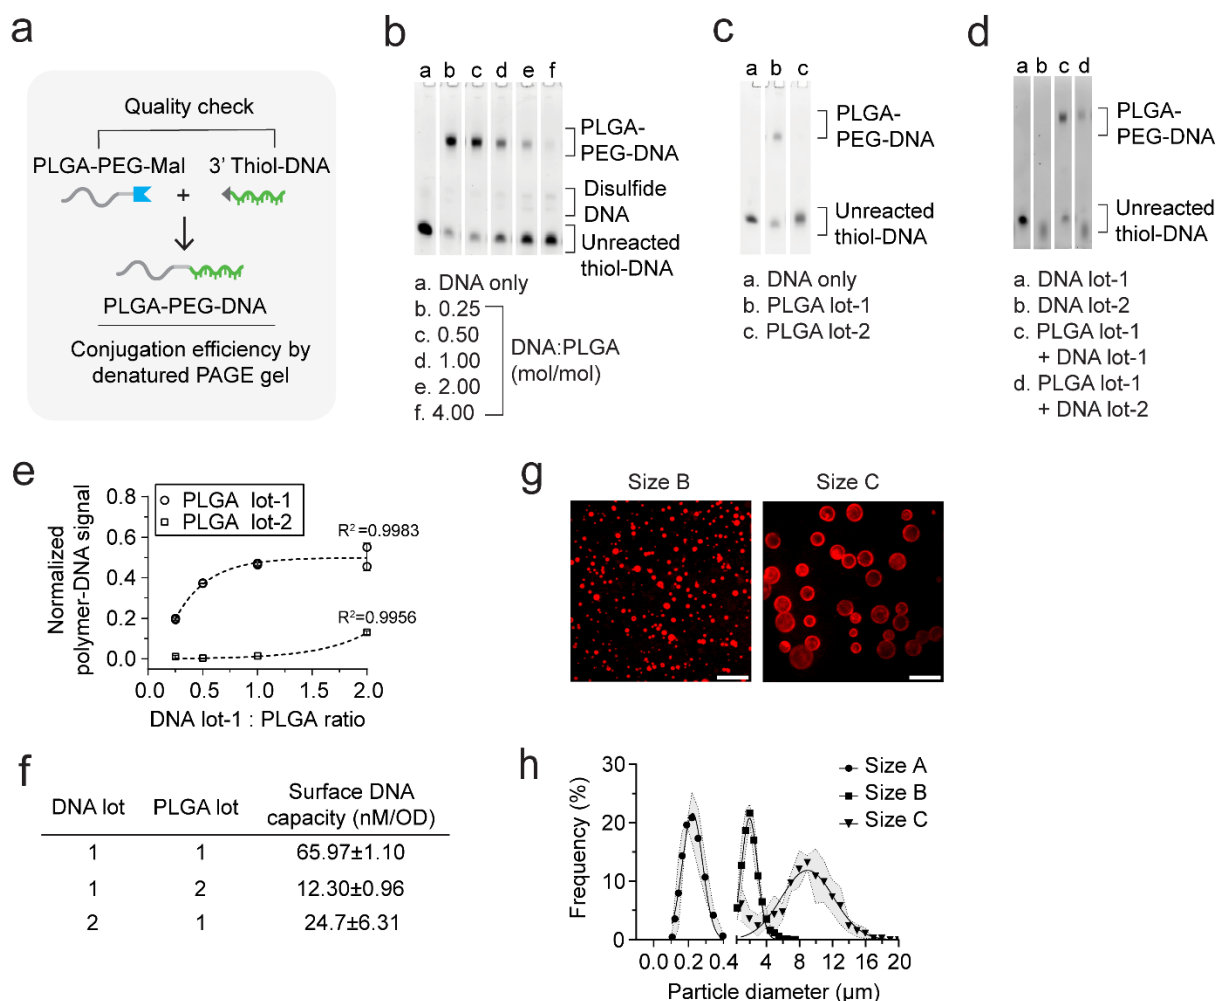 a
Quality check
PLGA-PEG-Mal
3' Thiol-DNA
+
PLGA-PEG-DNA
Conjugation efficiency by
denatured PAGE gel
b
a b c d e f
PLGA-
PEG-DNA
Disulfide
DNA
Unreacted
thiol-DNA
a. DNA only
b. 0.25
c. 0.50
d. 1.00
e. 2.00
f. 4.00
DNA:PLGA
(mol/mol)
c
a b c
PLGA-
PEG-DNA
Unreacted
thiol-DNA
a. DNA only
b. PLGA lot-1
c. PLGA lot-2
d
a b c d
PLGA-
PEG-DNA
Unreacted
thiol-DNA
a. DNA lot-1
b. DNA lot-2
c. PLGA lot-1
+ DNA lot-1
d. PLGA lot-1
+ DNA lot-2
e
Normalized
polymer-DNA signal
0.8
0.6
0.4
0.2
0.0
PLGA lot-1
PLGA lot-2
R²=0.9983
R²=0.9956
0.0 0.5 1.0 1.5 2.0
DNA lot-1 : PLGA ratio
f
DNA lot PLGA lot Surface DNA
capacity (nM/OD)
1 1 65.97±1.10
1 2 12.30±0.96
2 1 24.7±6.31
g
Size B Size C
h
Frequency (%)
30
20
10
0
Size A
Size B
Size C
0.0 0.2 0.4 4 8 12 16 20
Particle diameter (μm)